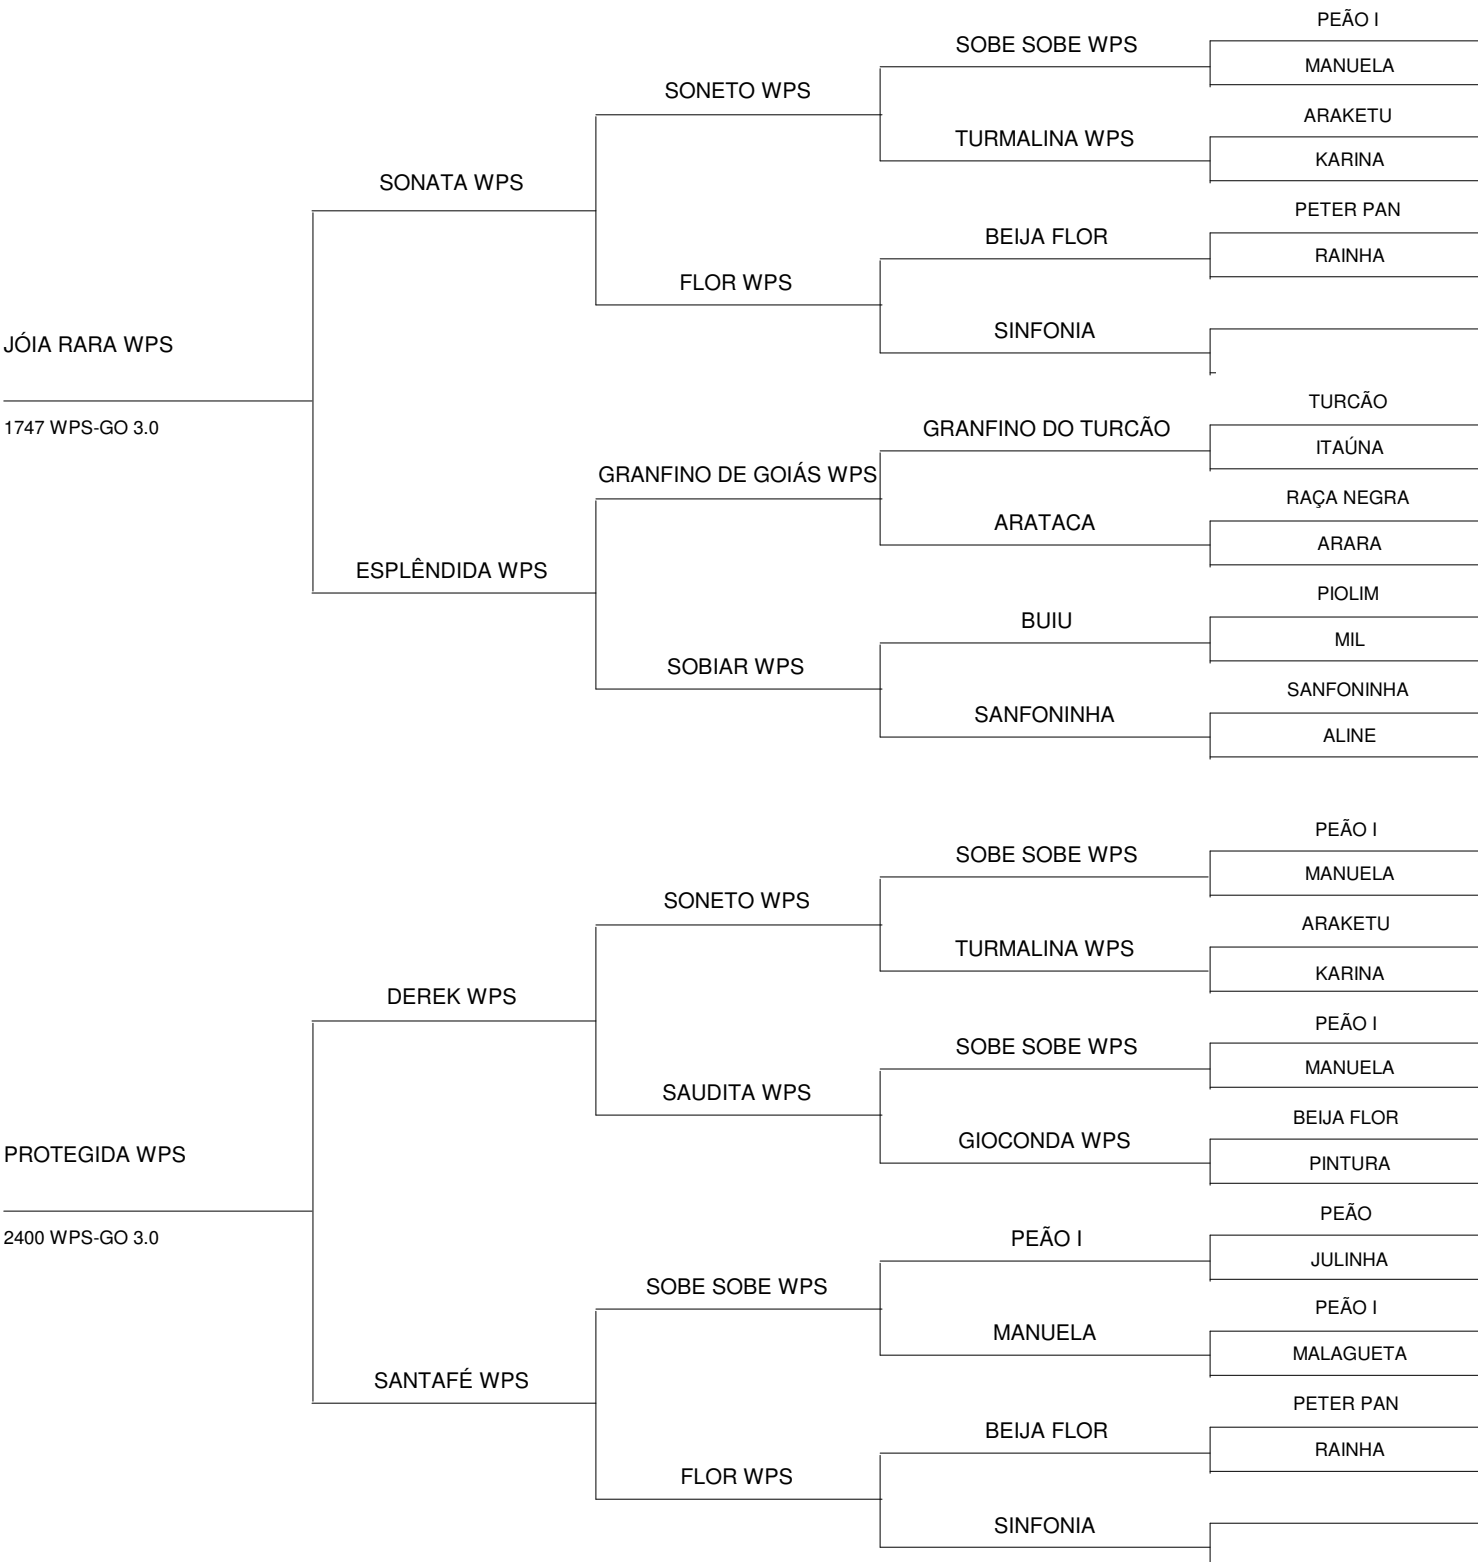 PEÃO I
SOBE SOBE WPS
MANUELA
SONETO WPS
ARAKETU
TURMALINA WPS
KARINA
SONATA WPS
PETER PAN
BEIJA FLOR
RAINHA
FLOR WPS
SINFONIA
JÓIA RARA WPS
TURCÃO
1747 WPS-GO 3.0
GRANFINO DO TURCÃO
ITAÚNA
GRANFINO DE GOIÁS WPS
RAÇA NEGRA
ARATACA
ARARA
ESPLÊNDIDA WPS
PIOLIM
BUIU
MIL
SOBIAR WPS
SANFONINHA
SANFONINHA
ALINE
PEÃO I
SOBE SOBE WPS
MANUELA
SONETO WPS
ARAKETU
TURMALINA WPS
KARINA
DEREK WPS
PEÃO I
SOBE SOBE WPS
MANUELA
SAUDITA WPS
BEIJA FLOR
GIOCONDA WPS
PROTEGIDA WPS
PINTURA
PEÃO
2400 WPS-GO 3.0
PEÃO I
JULINHA
SOBE SOBE WPS
PEÃO I
MANUELA
MALAGUETA
SANTAFÉ WPS
PETER PAN
BEIJA FLOR
RAINHA
FLOR WPS
SINFONIA